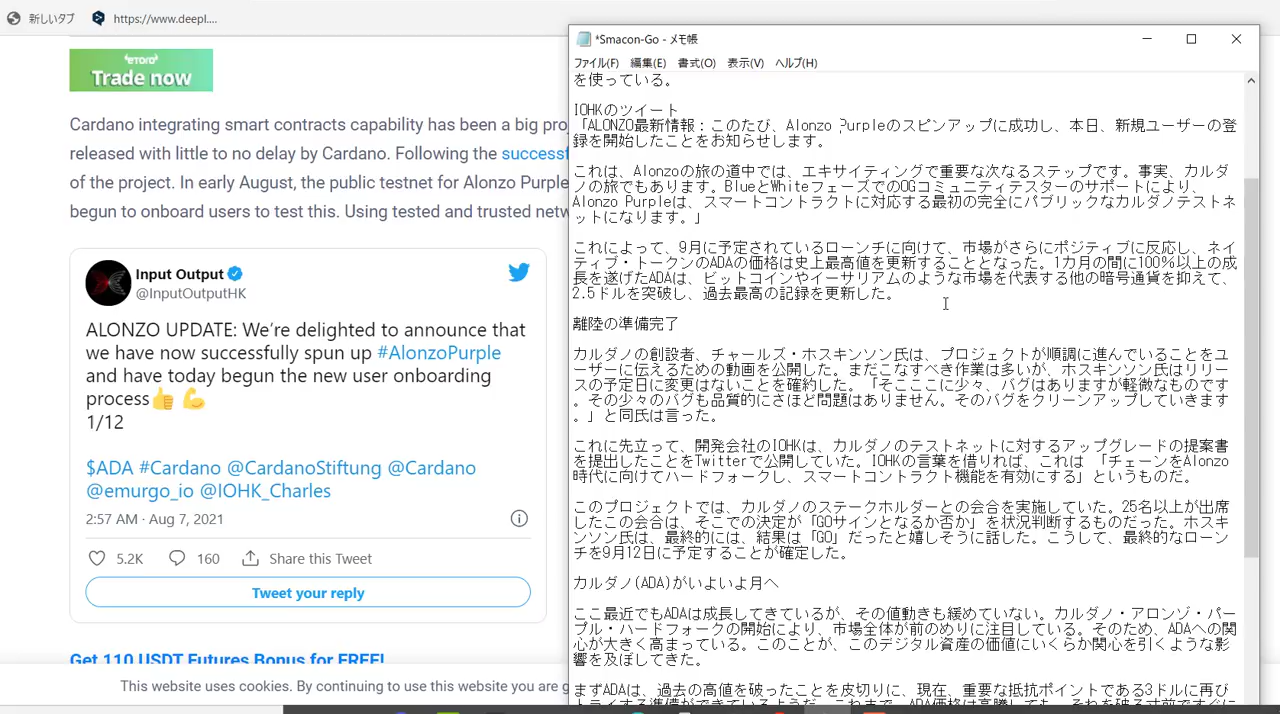 新しいタブ
https://www.deepl....
eTORO
Trade now
Cardano integrating smart contracts capability has been a big pro
released with little to no delay by Cardano. Following the success
of the project. In early August, the public testnet for Alonzo Purple
begun to onboard users to test this. Using tested and trusted netw
Input Output
@InputOutputHK
ALONZO UPDATE: We're delighted to announce that
we have now successfully spun up #AlonzoPurple
and have today begun the new user onboarding
process👍 💪
1/12
$ADA #Cardano @CardanoStiftung @Cardano
@emurgo_io @IOHK_Charles
2:57 AM · Aug 7, 2021
5.2K 160 Share this Tweet
Tweet your reply
Get 110 USDT Futures Bonus for FREE!
This website uses cookies. By continuing to use this website you are g
*Smacon-Go - メモ帳
ファイル(F) 編集(E) 書式(O) 表示(V) ヘルプ(H)
を使っている。
IOHKのツイート
「ALONZO最新情報：このたび、Alonzo Purpleのスピンアップに成功し、本日、新規ユーザーの登
録を開始したことをお知らせします。
これは、Alonzoの旅の道中では、エキサイティングで重要な次なるステップです。事実、カルダ
ノの旅でもあります。BlueとWhiteフェーズでのOGコミュニティテスターのサポートにより、
Alonzo Purpleは、スマートコントラクトに対応する最初の完全にパブリックなカルダノテストネ
ットになります。」
これによって、9月に予定されているローンチに向けて、市場がさらにポジティブに反応し、ネイ
ティブ・トークンのADAの価格は史上最高値を更新することとなった。1カ月の間に100%以上の成
長を遂げたADAは、ビットコインやイーサリアムのような市場を代表する他の暗号通貨を抑えて、
2.5ドルを突破し、過去最高の記録を更新した。
離陸の準備完了
カルダノの創設者、チャールズ・ホスキンソン氏は、プロジェクトが順調に進んでいることをユ
ーザーに伝えるための動画を公開した。まだこなすべき作業は多いが、ホスキンソン氏はリリー
スの予定日に変更はないことを確約した。「そこここに少々、バグはありますが軽微なものです
。その少々のバグも品質的にさほど問題はありません。そのバグをクリーンアップしていきます
。」と同氏は言った。
これに先立って、開発会社のIOHKは、カルダノのテストネットに対するアップグレードの提案書
を提出したことをTwitterで公開していた。IOHKの言葉を借りれば、これは 「チェーンをAlonzo
時代に向けてハードフォークし、スマートコントラクト機能を有効にする」というものだ。
このプロジェクトでは、カルダノのステークホルダーとの会合を実施していた。25名以上が出席
したこの会合は、そこでの決定が「GOサインとなるか否か」を状況判断するものだった。ホスキ
ンソン氏は、最終的には、結果は「GO」だったと嬉しそうに話した。こうして、最終的なローン
チを9月12日に予定することが確定した。
カルダノ(ADA)がいよいよ月へ
ここ最近でもADAは成長してきているが、その値動きも緩めていない。カルダノ・アロンゾ・パー
プル・ハードフォークの開始により、市場全体が前のめりに注目している。そのため、ADAへの関
心が大きく高まっている。このことが、このデジタル資産の価値にいくらか関心を引くような影
響を及ぼしてきた。
まずADAは、過去の高値を破ったことを皮切りに、現在、重要な抵抗ポイントである3ドルに再び